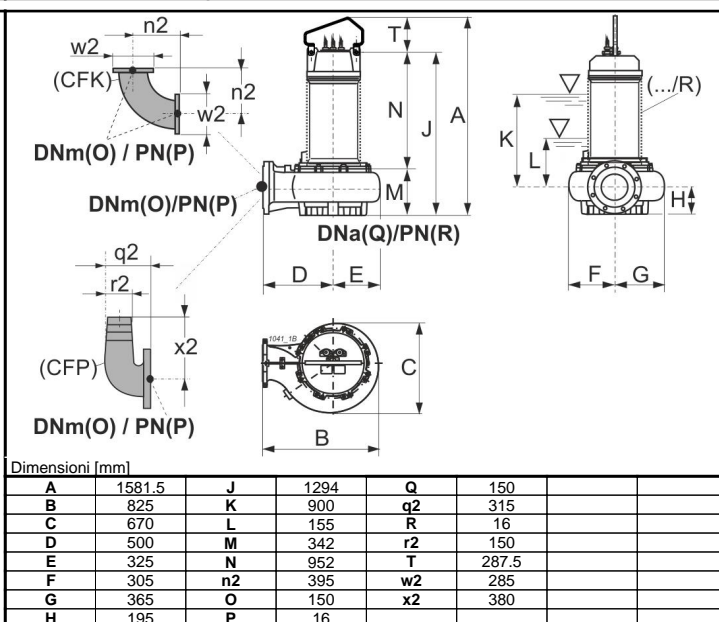 n2
w2
(CFK)
n2
w2
DNm(O) / PN(P)
T
N
J
A
M
(.../R)
K
L
H
DNm(O)/PN(P)
DNa(Q)/PN(R)
D E
F G
q2
r2
x2
(CFP)
DNm(O) / PN(P)
1041_1B
C
B
Dimensioni [mm]
A 1581.5 J 1294 Q 150
B 825 K 900 q2 315
C 670 L 155 R 16
D 500 M 342 r2 150
E 325 N 952 T 287.5
F 305 n2 395 w2 285
G 365 O 150 x2 380
H 195 P 16